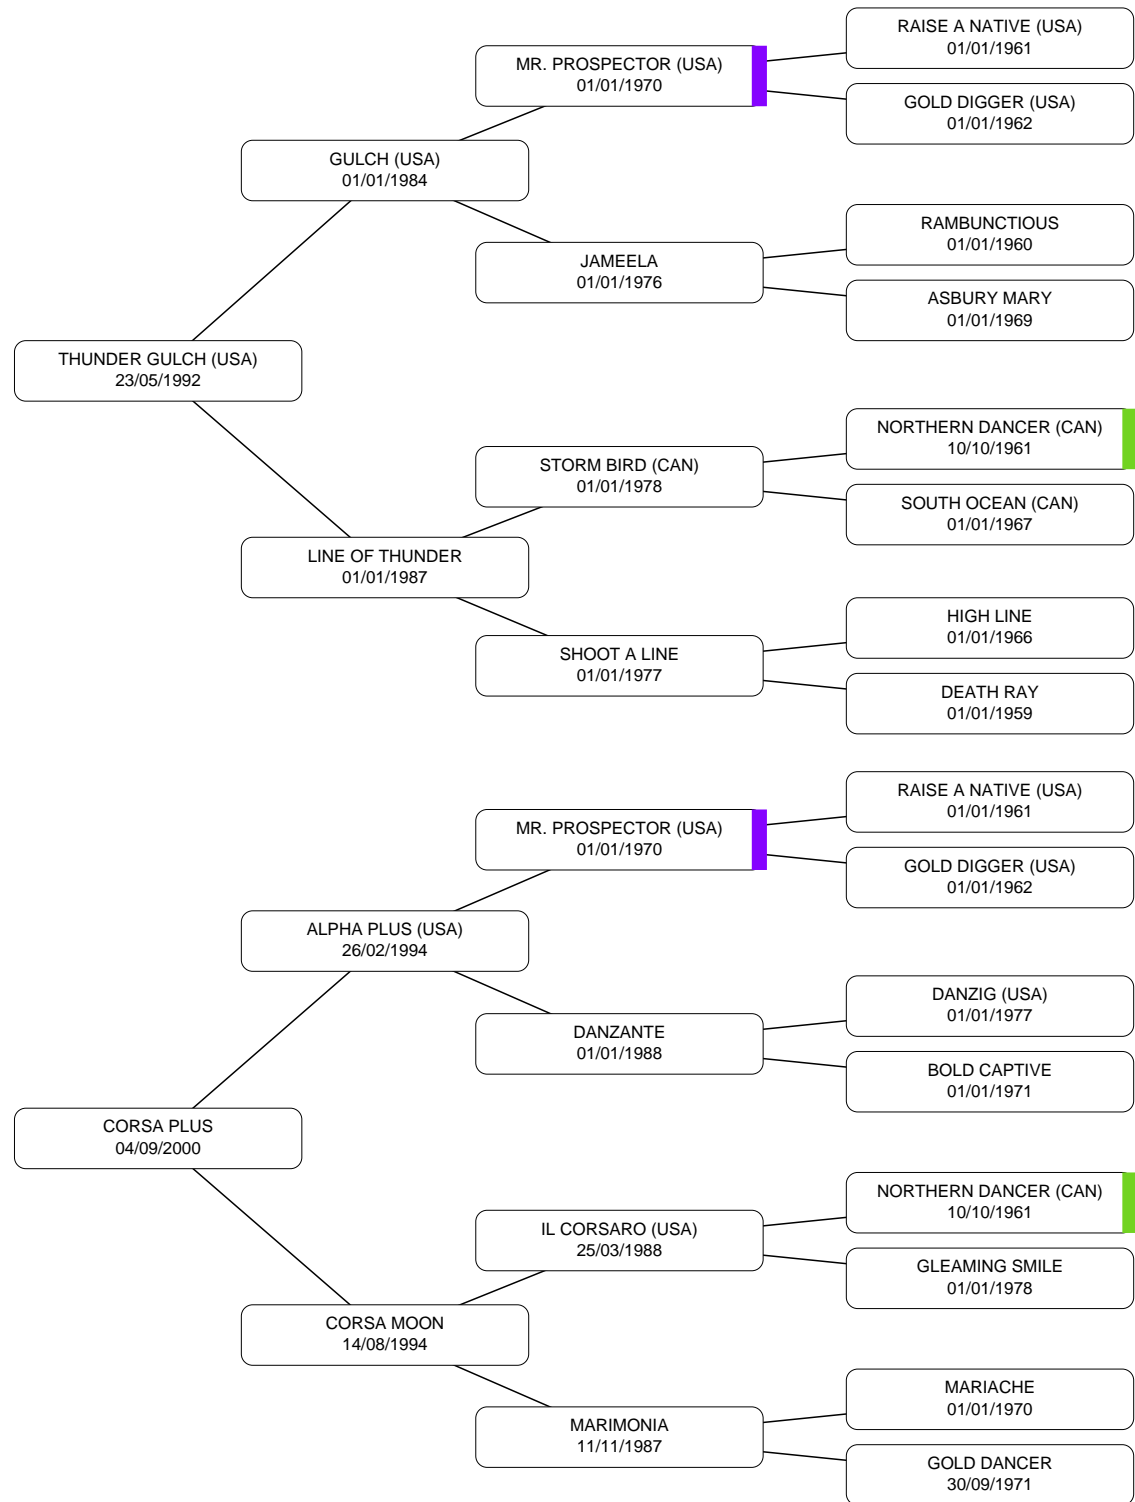 RAISE A NATIVE (USA)
01/01/1961
MR. PROSPECTOR (USA)
01/01/1970
GOLD DIGGER (USA)
01/01/1962
GULCH (USA)
01/01/1984
RAMBUNCTIOUS
01/01/1960
JAMEELA
01/01/1976
ASBURY MARY
01/01/1969
THUNDER GULCH (USA)
23/05/1992
NORTHERN DANCER (CAN)
10/10/1961
STORM BIRD (CAN)
01/01/1978
SOUTH OCEAN (CAN)
01/01/1967
LINE OF THUNDER
01/01/1987
HIGH LINE
01/01/1966
SHOOT A LINE
01/01/1977
DEATH RAY
01/01/1959
RAISE A NATIVE (USA)
01/01/1961
MR. PROSPECTOR (USA)
01/01/1970
GOLD DIGGER (USA)
01/01/1962
ALPHA PLUS (USA)
26/02/1994
DANZIG (USA)
01/01/1977
DANZANTE
01/01/1988
BOLD CAPTIVE
01/01/1971
CORSA PLUS
04/09/2000
NORTHERN DANCER (CAN)
10/10/1961
IL CORSARO (USA)
25/03/1988
GLEAMING SMILE
01/01/1978
CORSA MOON
14/08/1994
MARIACHE
01/01/1970
MARIMONIA
11/11/1987
GOLD DANCER
30/09/1971